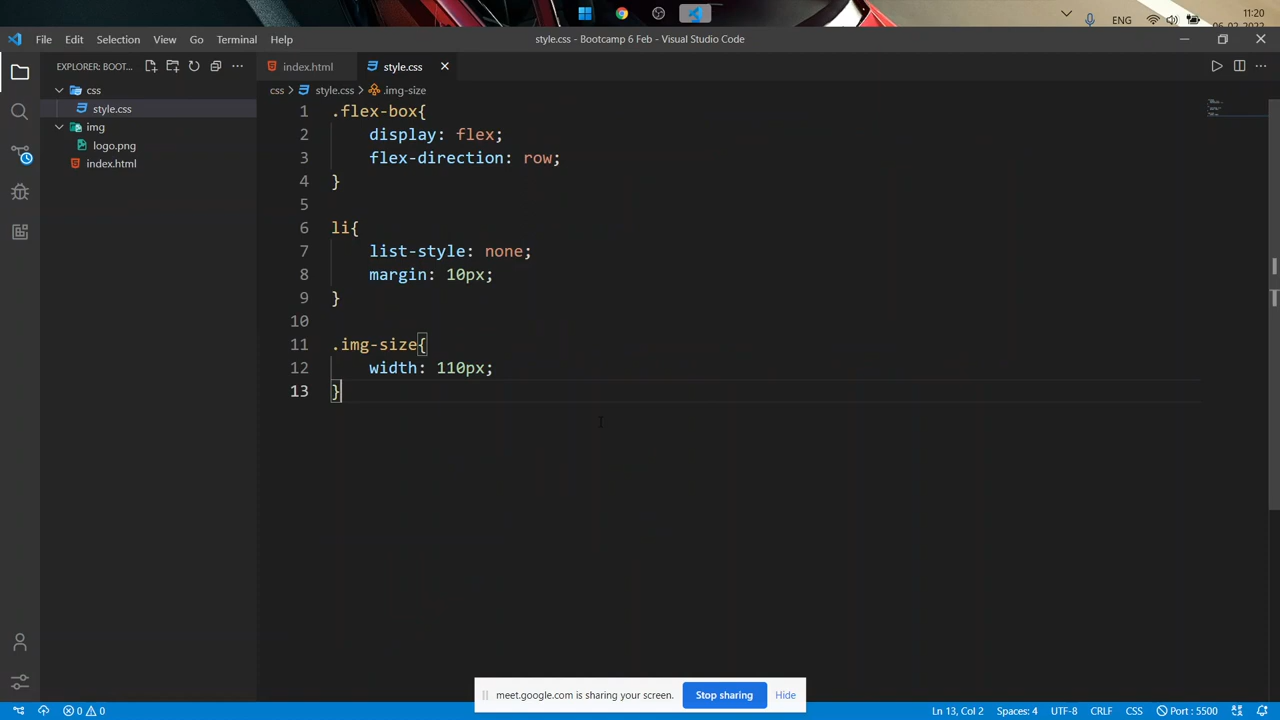 11:20
ENG
06-02-2022
File Edit Selection View Go Terminal Help
style.css - Bootcamp 6 Feb - Visual Studio Code
EXPLORER: BOOT...
index.html
style.css
css > style.css > .img-size
css
style.css
img
logo.png
index.html
1 .flex-box{
2 display: flex;
3 flex-direction: row;
4 }
5
6 li{
7 list-style: none;
8 margin: 10px;
9 }
10
11 .img-size{
12 width: 110px;
13 }
meet.google.com is sharing your screen. Stop sharing Hide
0 0 Ln 13, Col 2 Spaces: 4 UTF-8 CRLF CSS Port : 5500